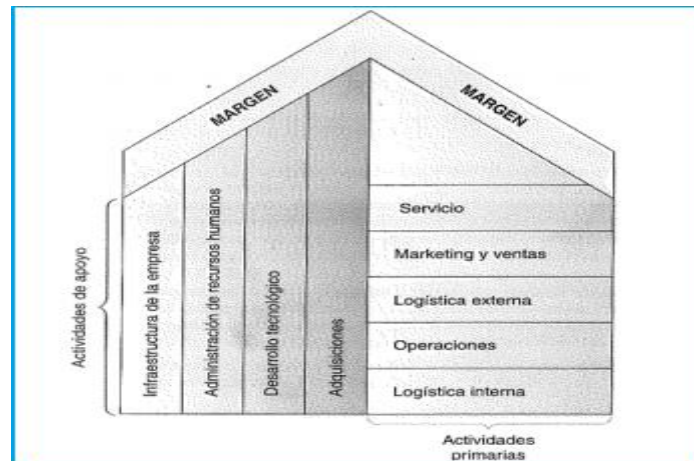 MARGEN
MARGEN
Actividades de apoyo
Infraestructura de la empresa
Administración de recursos humanos
Desarrollo tecnológico
Adquisiciones
Servicio
Marketing y ventas
Logística externa
Operaciones
Logística interna
Actividades
primarias